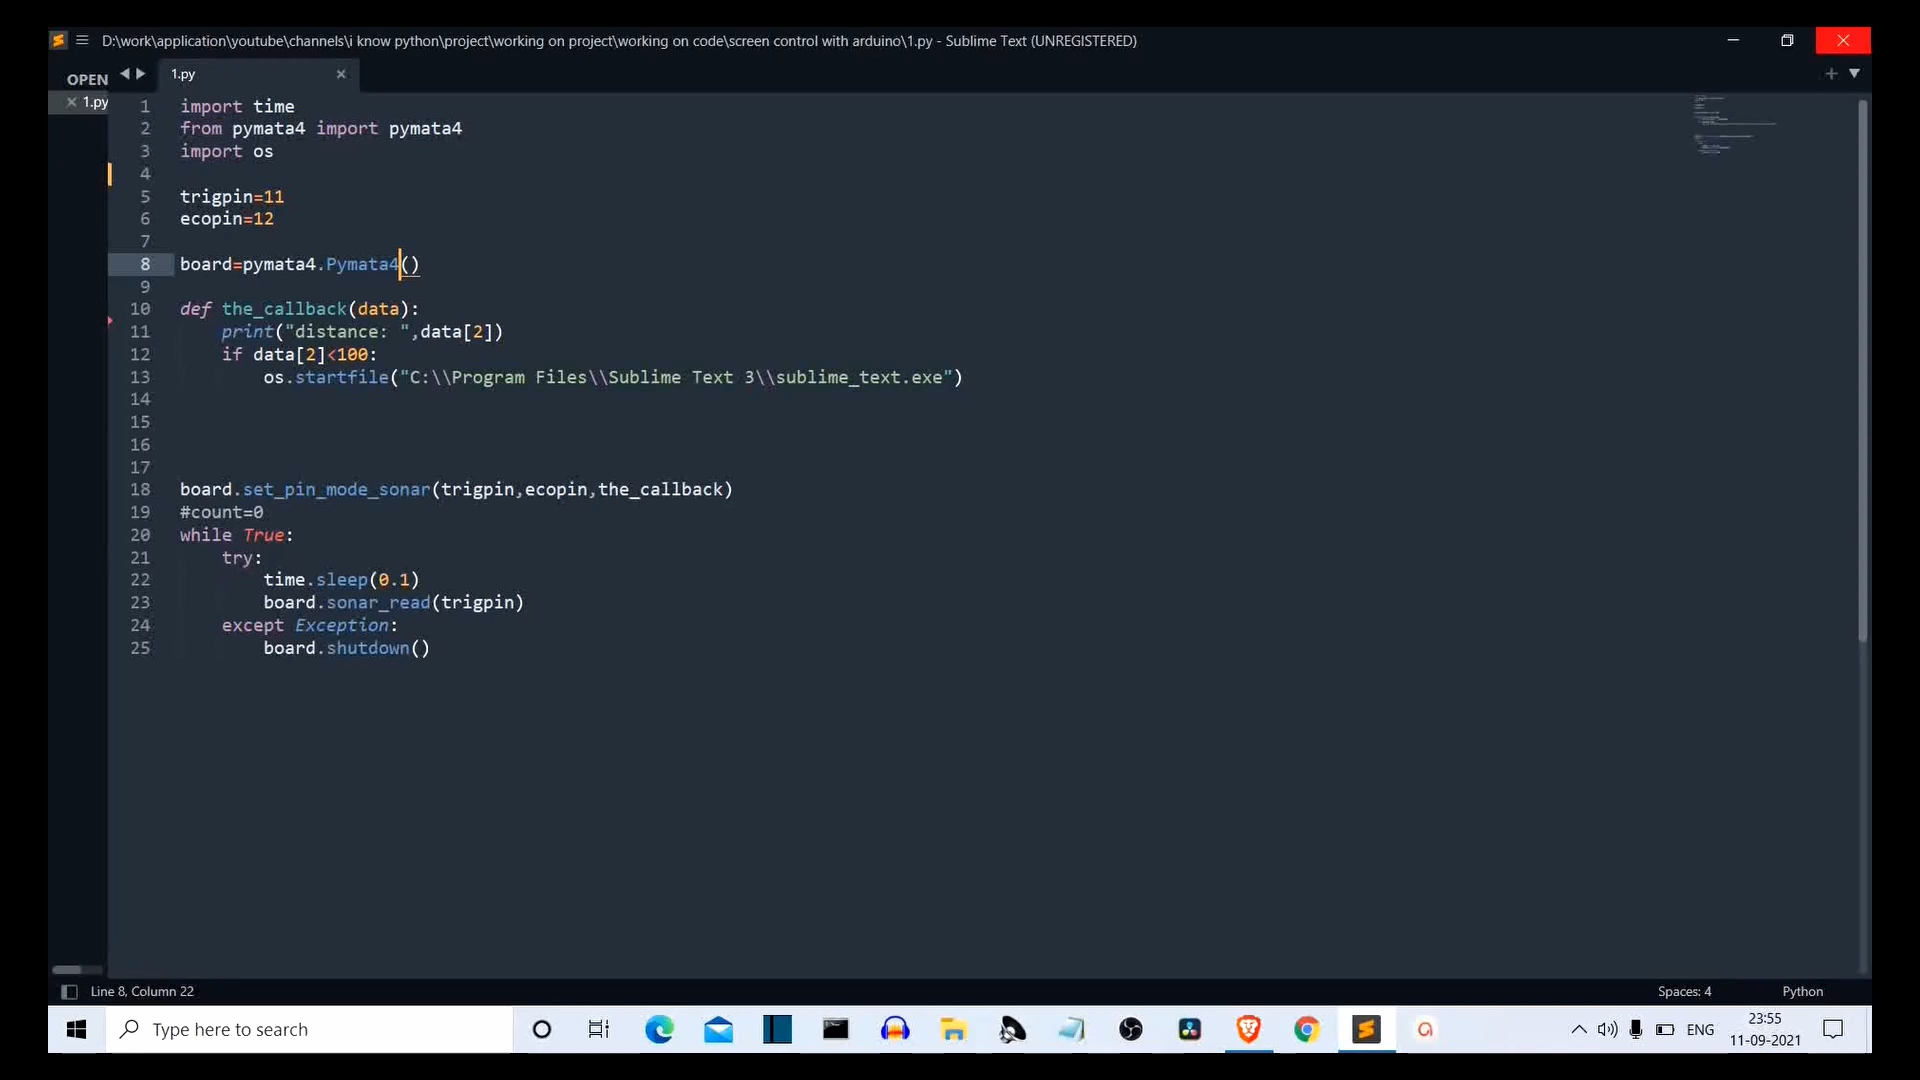 D:\work\application\youtube\channels\i know python\project\working on project\working on code\screen control with arduino\1.py - Sublime Text (UNREGISTERED)
OPEN
1.py
1.py
1 import time
2 from pymata4 import pymata4
3 import os
4
5 trigpin=11
6 ecopin=12
7
8 board=pymata4.Pymata4()
9
10 def the_callback(data):
11 print("distance: ",data[2])
12 if data[2]<100:
13 os.startfile("C:\\Program Files\\Sublime Text 3\\sublime_text.exe")
14
15
16
17
18 board.set_pin_mode_sonar(trigpin,ecopin,the_callback)
19 #count=0
20 while True:
21 try:
22 time.sleep(0.1)
23 board.sonar_read(trigpin)
24 except Exception:
25 board.shutdown()
Line 8, Column 22
Spaces: 4
Python
Type here to search
ENG
23:55
11-09-2021